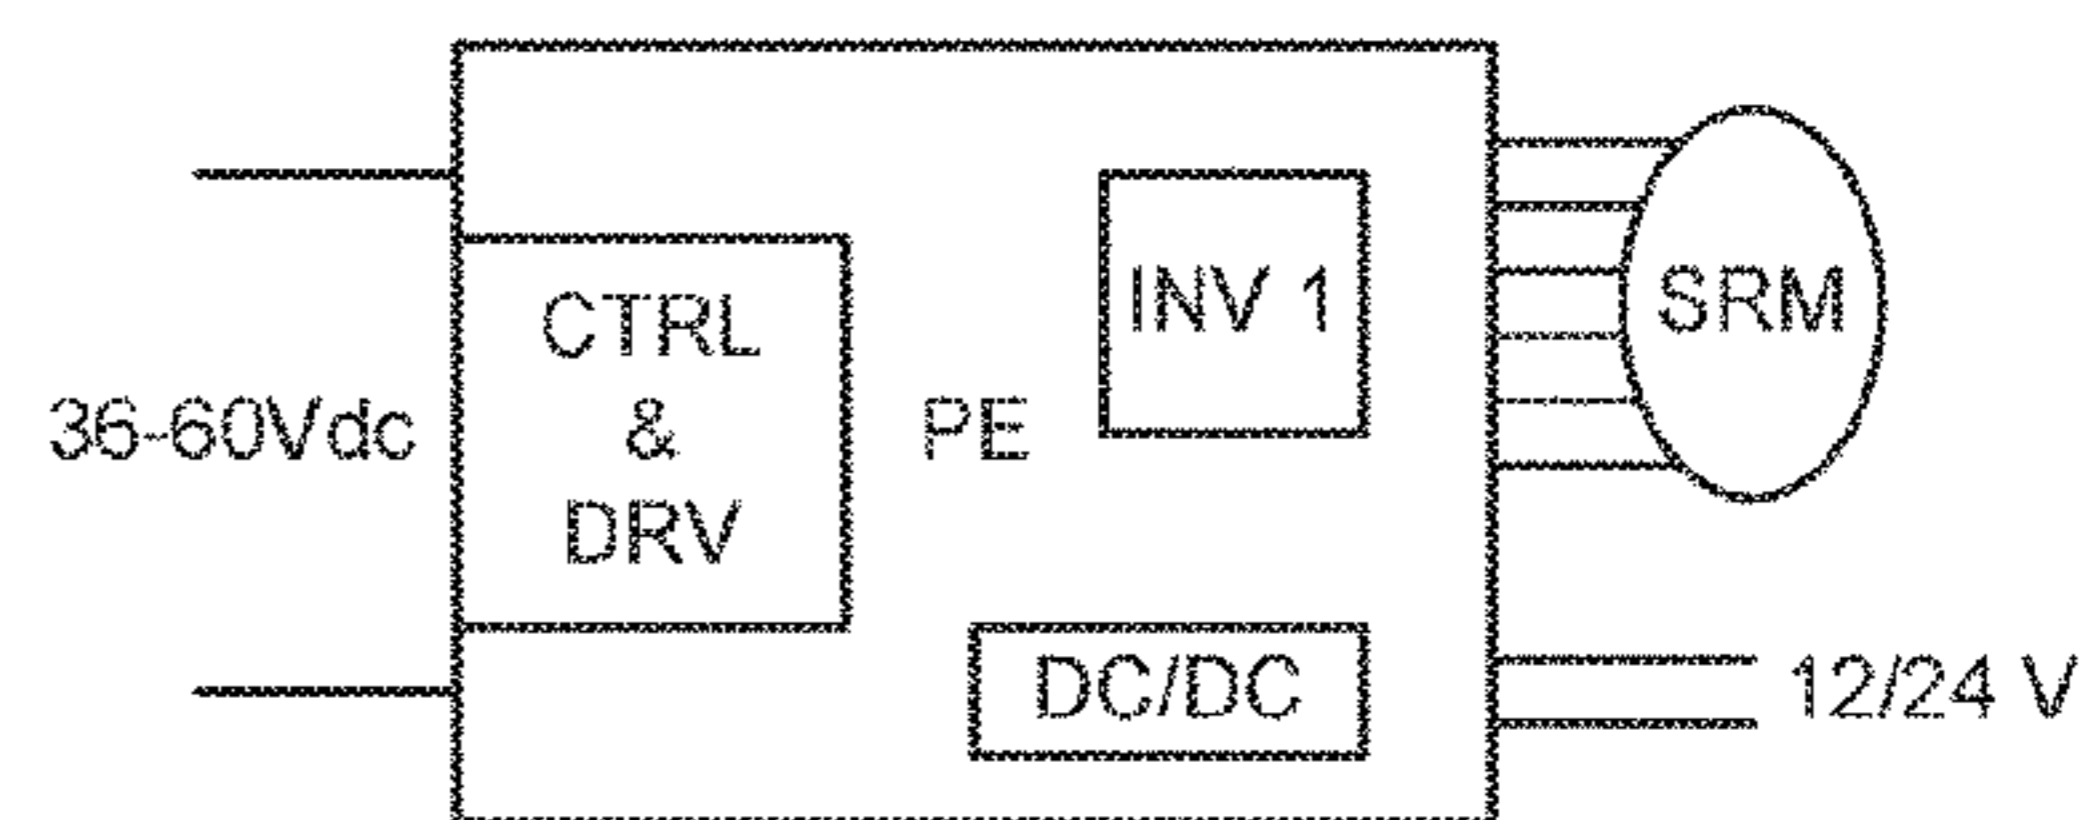 36-60Vdc
CTRL
&
DRV
PE
INV 1
SRM
DC/DC
12/24 V